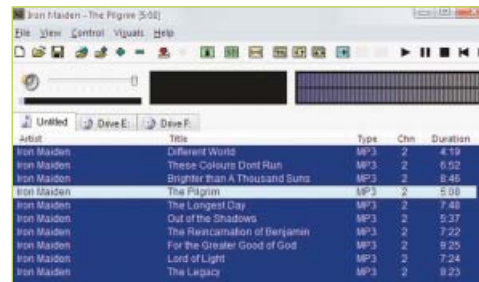 Iron Maiden - The Pilgrim [5:08]
File View Control Visuals Help
0
Untitled Drive E: Drive F:
Artist Title Type Chn Duration
Iron Maiden Different World MP3 2 4:19
Iron Maiden These Colours Dont Run MP3 2 6:52
Iron Maiden Brighter than A Thousand Suns MP3 2 8:46
Iron Maiden The Pilgrim MP3 2 5:08
Iron Maiden The Longest Day MP3 2 7:48
Iron Maiden Out of the Shadows MP3 2 5:37
Iron Maiden The Reincarnation of Benjamin MP3 2 7:22
Iron Maiden For the Greater Good of God MP3 2 9:25
Iron Maiden Lord of Light MP3 2 7:24
Iron Maiden The Legacy MP3 2 9:23